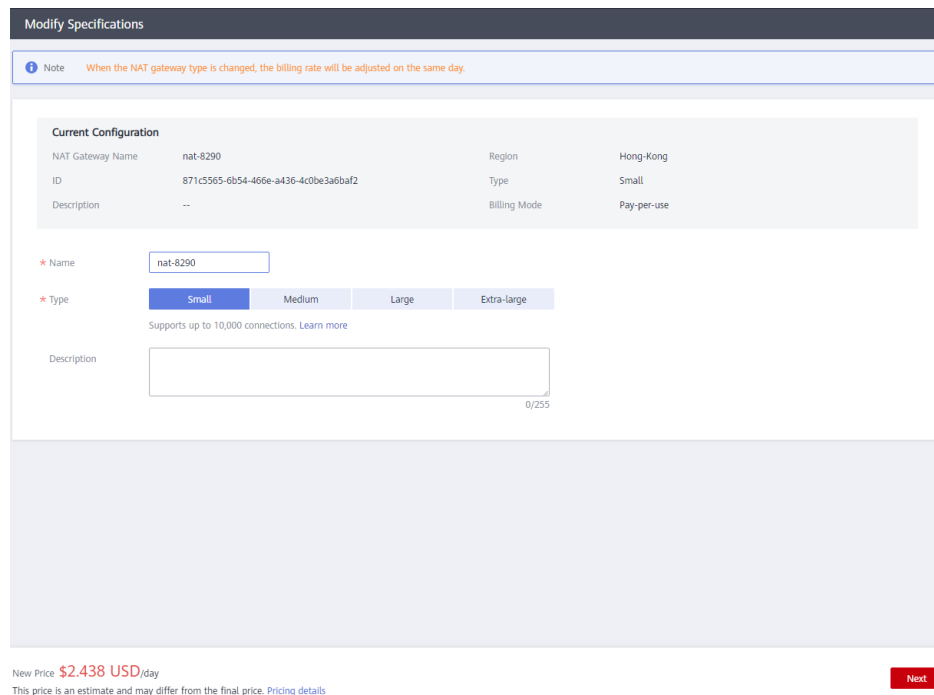 Modify Specifications
Note When the NAT gateway type is changed, the billing rate will be adjusted on the same day.
Current Configuration
NAT Gateway Name nat-8290 Region Hong-Kong
ID 871c5565-6b54-466e-a436-4c0be3a6baf2 Type Small
Description -- Billing Mode Pay-per-use
* Name nat-8290
* Type Small Medium Large Extra-large
Supports up to 10,000 connections. Learn more
Description
0/255
New Price $2.438 USD/day
Next
This price is an estimate and may differ from the final price. Pricing details